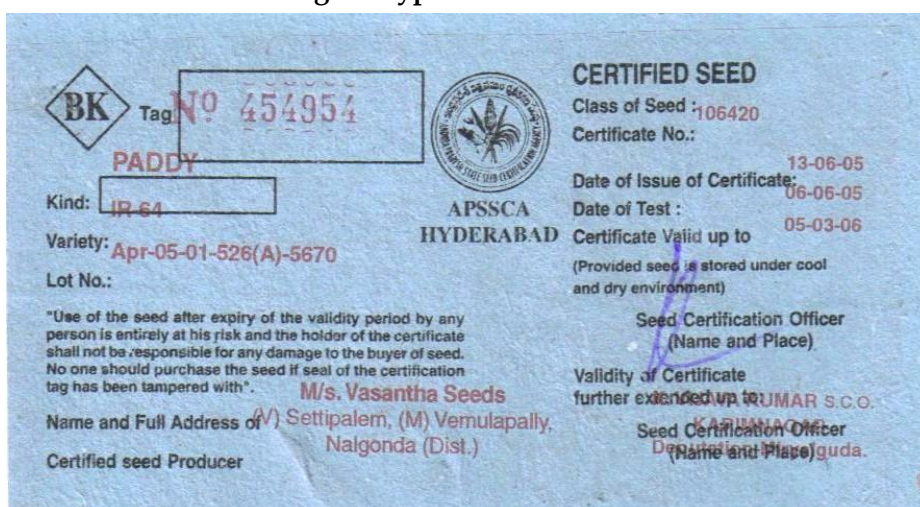 BK Tag Nº 454954
PADDY
Kind: IR-64
Variety: Apr-05-01-526(A)-5670
Lot No.:
"Use of the seed after expiry of the validity period by any
person is entirely at his risk and the holder of the certificate
shall not be responsible for any damage to the buyer of seed.
No one should purchase the seed if seal of the certification
tag has been tampered with".
M/s. Vasantha Seeds
Name and Full Address of (V) Settipalem, (M) Vemulapally,
Nalgonda (Dist.)
Certified seed Producer
APSSCA
HYDERABAD
CERTIFIED SEED
Class of Seed : 106420
Certificate No.:
13-06-05
Date of Issue of Certificate:
06-06-05
Date of Test :
05-03-06
Certificate Valid up to
(Provided seed is stored under cool
and dry environment)
Seed Certification Officer
(Name and Place)
Validity of Certificate
further extended up to: KUMAR S.C.O.
KARIMNAGAR
Seed Certification Officer
(Name and Place)